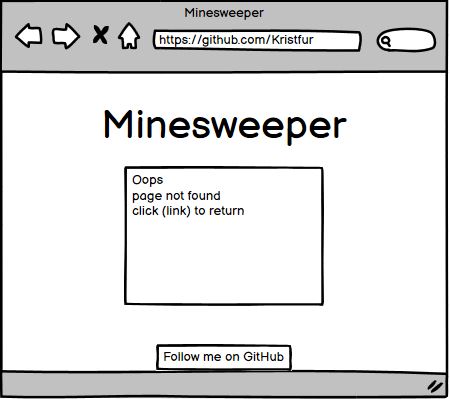 Minesweeper
https://github.com/Kristfur
Minesweeper
Oops
page not found
click (link) to return
Follow me on GitHub